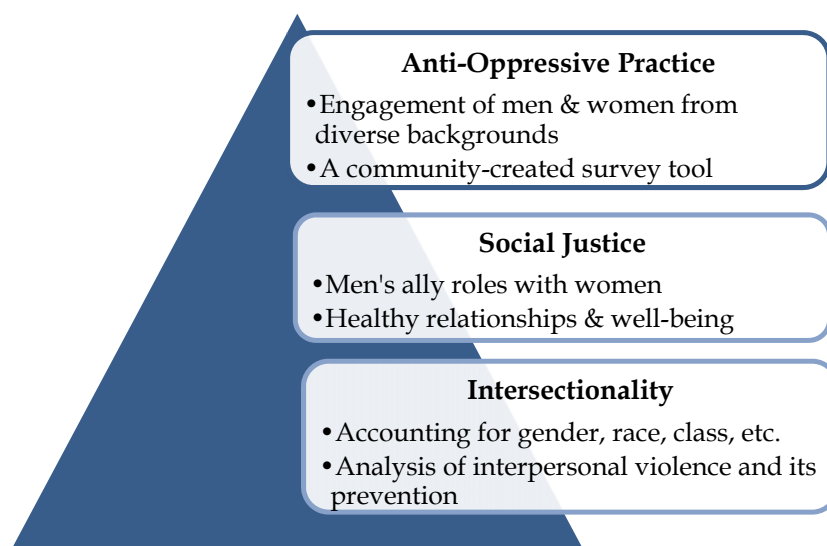 Anti-Oppressive Practice
•Engagement of men & women from
diverse backgrounds
•A community-created survey tool
Social Justice
•Men's ally roles with women
•Healthy relationships & well-being
Intersectionality
•Accounting for gender, race, class, etc.
•Analysis of interpersonal violence and its
prevention